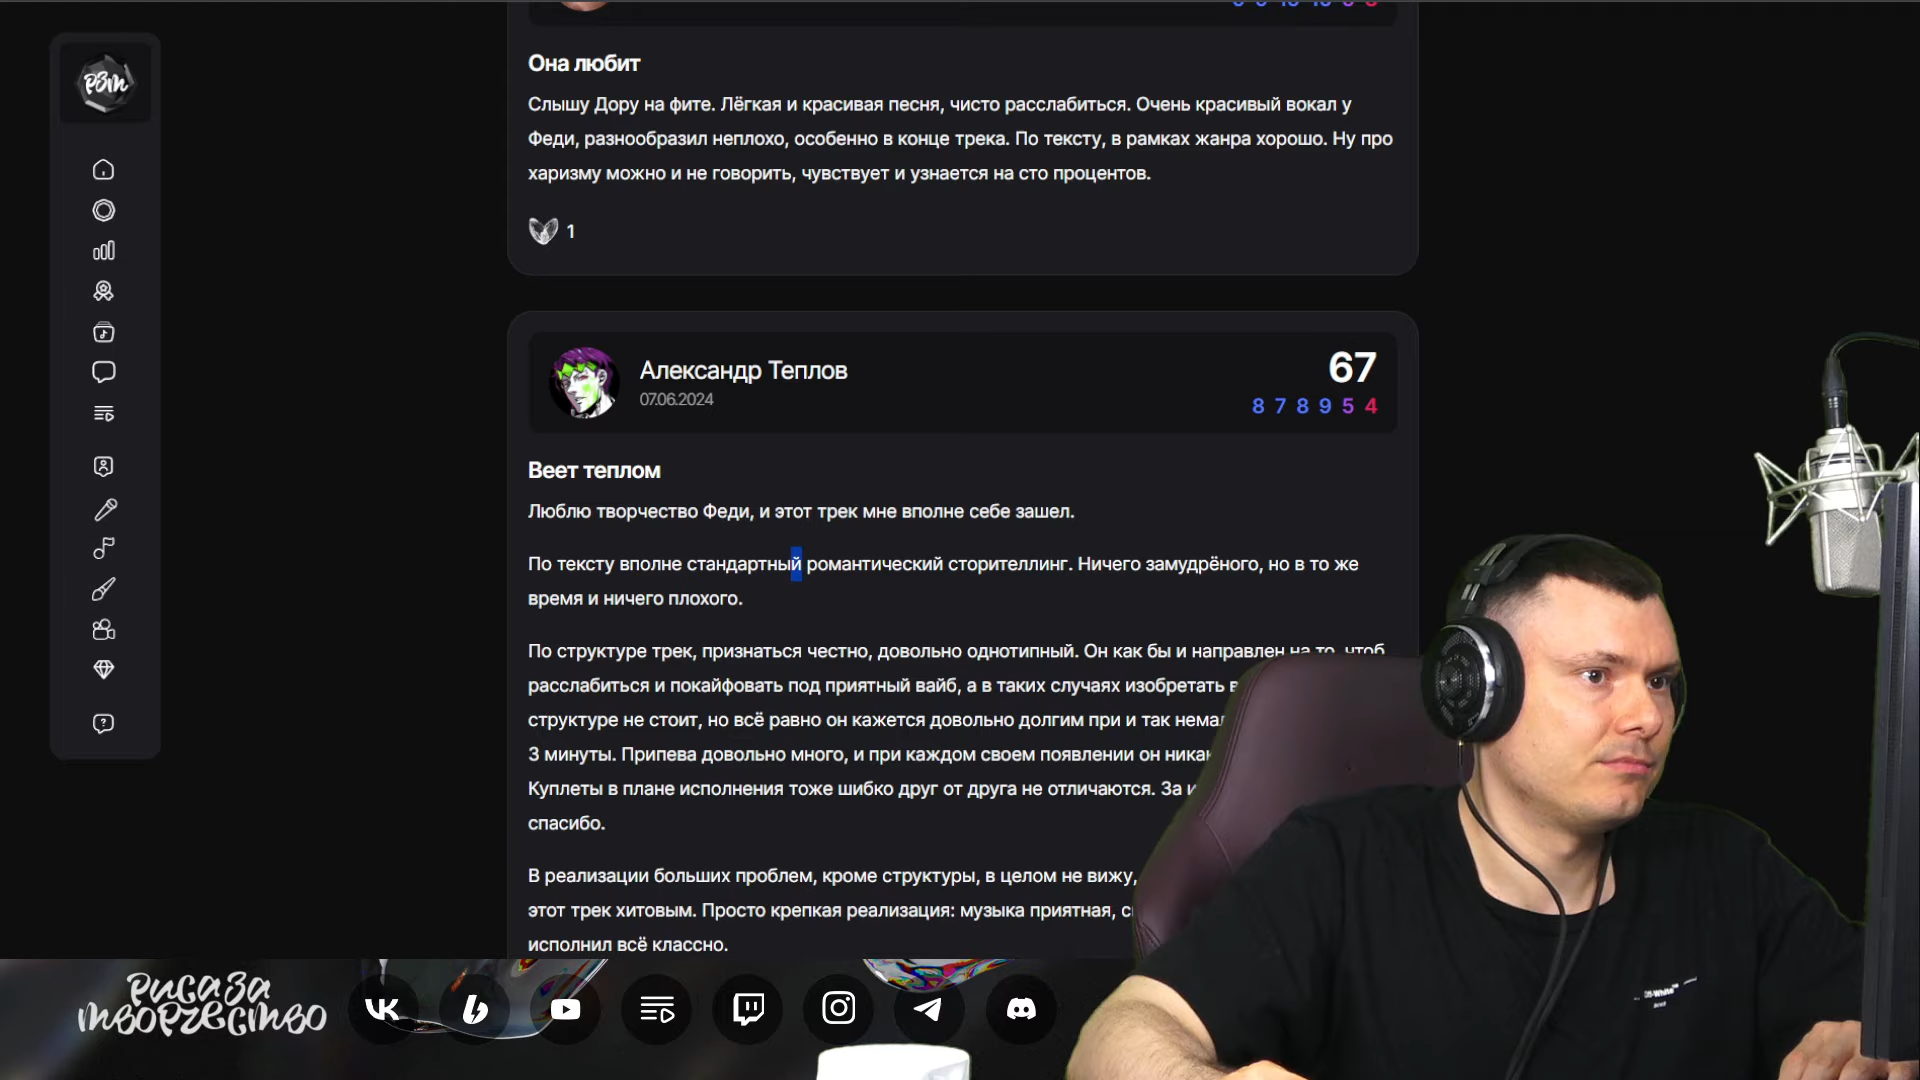 РЗТ
Она любит
Слышу Дору на фите. Лёгкая и красивая песня, чисто расслабиться. Очень красивый вокал у
Феди, разнообразил неплохо, особенно в конце трека. По тексту, в рамках жанра хорошо. Ну про
харизму можно и не говорить, чувствует и узнается на сто процентов.
1
Александр Теплов
67
07.06.2024
8 7 8 9 5 4
Веет теплом
Люблю творчество Феди, и этот трек мне вполне себе зашел.
По тексту вполне стандартный романтический сторителлинг. Ничего замудрёного, но в то же
время и ничего плохого.
По структуре трек, признаться честно, довольно однотипный. Он как бы и направлен на то, чтоб
расслабиться и покайфовать под приятный вайб, а в таких случаях изобретать
структуре не стоит, но всё равно он кажется довольно долгим при и так
3 минуты. Припева довольно много, и при каждом своем появлении он
Куплеты в плане исполнения тоже шибко друг от друга не отличаются. За
спасибо.
В реализации больших проблем, кроме структуры, в целом не вижу,
этот трек хитовым. Просто крепкая реализация: музыка приятная,
исполнил всё классно.
РИСАЗА
ТВОРЧЕСТВО